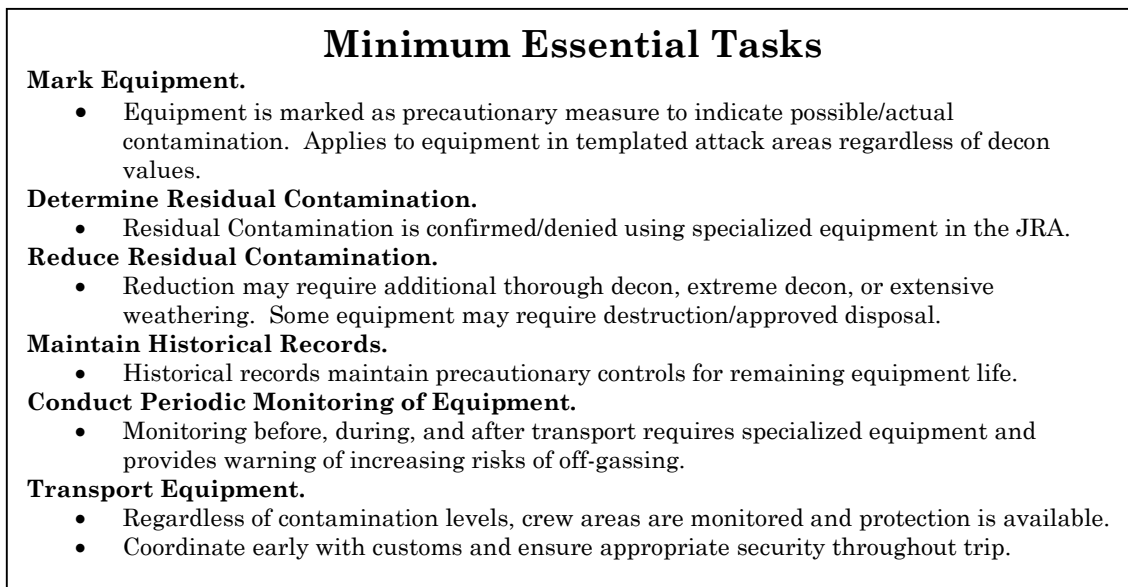 Minimum Essential Tasks
Mark Equipment.
• Equipment is marked as precautionary measure to indicate possible/actual
contamination.  Applies to equipment in templated attack areas regardless of decon
values.
Determine Residual Contamination.
• Residual Contamination is confirmed/denied using specialized equipment in the JRA.
Reduce Residual Contamination.
• Reduction may require additional thorough decon, extreme decon, or extensive
weathering.  Some equipment may require destruction/approved disposal.
Maintain Historical Records.
• Historical records maintain precautionary controls for remaining equipment life.
Conduct Periodic Monitoring of Equipment.
• Monitoring before, during, and after transport requires specialized equipment and
provides warning of increasing risks of off-gassing.
Transport Equipment.
• Regardless of contamination levels, crew areas are monitored and protection is available.
• Coordinate early with customs and ensure appropriate security throughout trip.